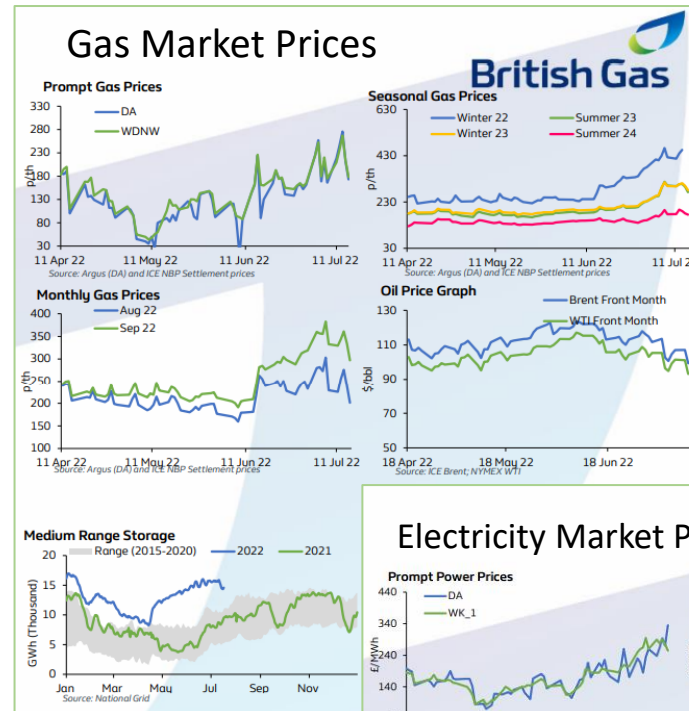 Gas Market Prices
British Gas
Prompt Gas Prices
330
280
230
180
130
80
30
p/th
DA
WDNW
11 Apr 22 11 May 22 11 Jun 22 11 Jul 22
Source: Argus (DA) and ICE NBP Settlement prices
Seasonal Gas Prices
630
430
230
30
p/th
Winter 22 Summer 23
Winter 23 Summer 24
11 Apr 22 11 May 22 11 Jun 22 11 Jul 22
Source: Argus (DA) and ICE NBP Settlement prices
Monthly Gas Prices
400
350
300
250
200
150
100
p/th
Aug 22
Sep 22
11 Apr 22 11 May 22 11 Jun 22 11 Jul 22
Source: Argus (DA) and ICE NBP Settlement prices
Oil Price Graph
130
110
90
70
50
$/bbl
Brent Front Month
WTI Front Month
18 Apr 22 18 May 22 18 Jun 22
Source: ICE Brent; NYMEX WTI
Medium Range Storage
20
15
10
5
0
GWh (Thousand)
Range (2015-2020) 2022 2021
Jan Mar May Jul Sep Nov
Source: National Grid
Electricity Market P
Prompt Power Prices
440
340
240
140
£/MWh
DA
WK_1